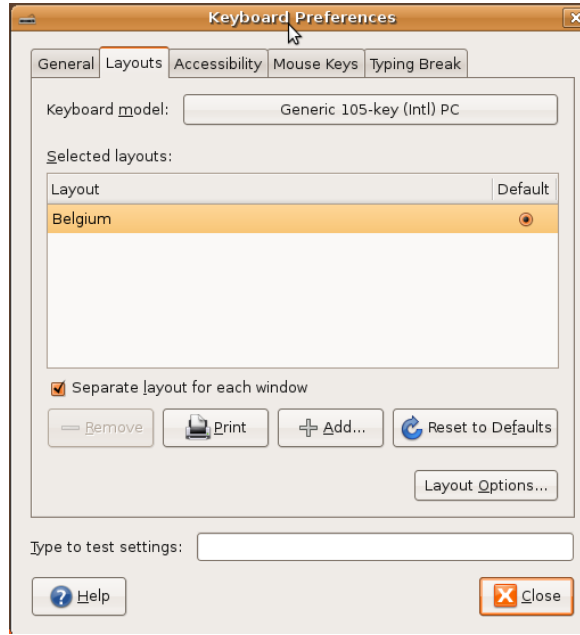 Keyboard Preferences
General Layouts Accessibility Mouse Keys Typing Break
Keyboard model: Generic 105-key (Intl) PC
Selected layouts:
Layout Default
Belgium
Separate layout for each window
Remove Print Add... Reset to Defaults
Layout Options...
Type to test settings:
Help Close